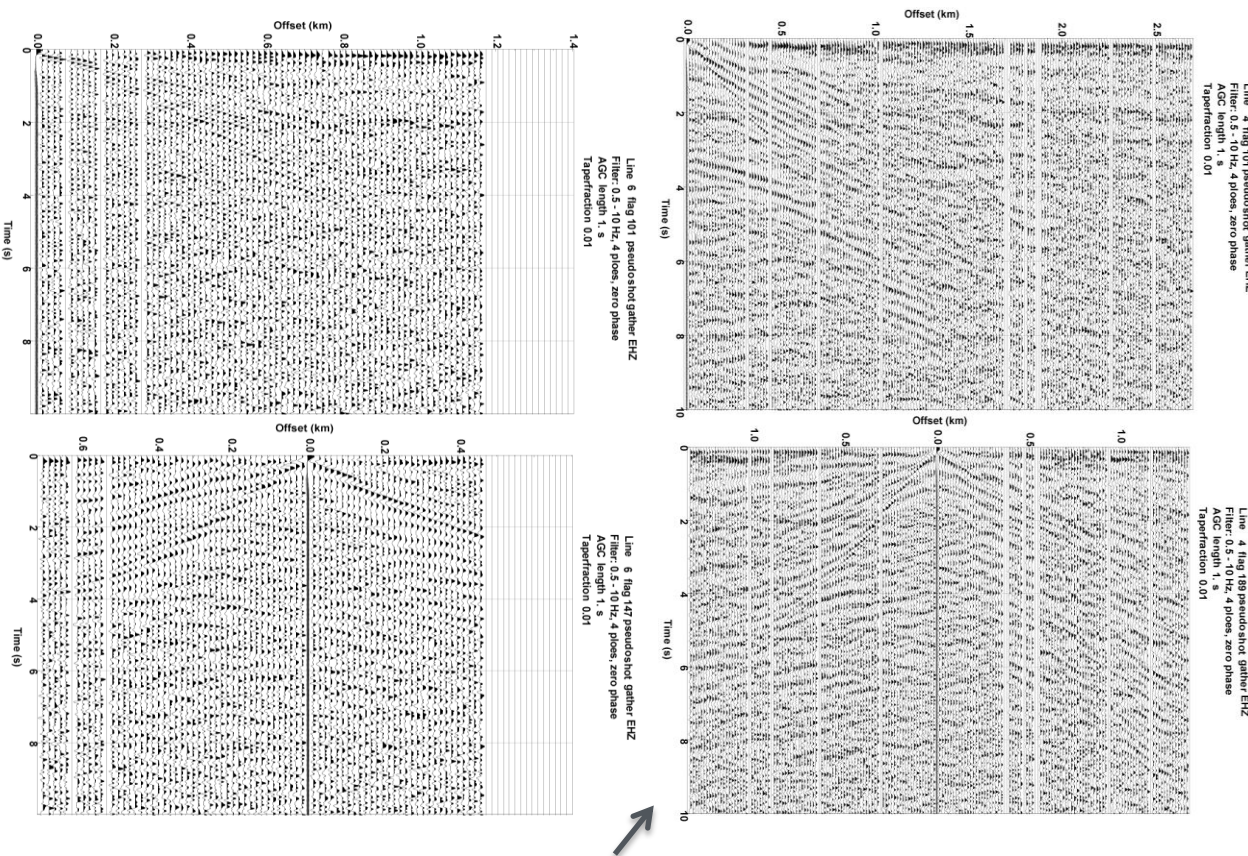 Line 6 flag 101 pseudoshot gather EHZ
Filter: 0.5 - 10 Hz, 4 ploes, zero phase
AGC length 1. s
Taperfraction 0.01
Offset (km)
0.0 0.2 0.4 0.6 0.8 1.0 1.2 1.4
0 2 4 6 8
Time (s)
Line 4 flag 101 pseudoshot gather EHZ
Filter: 0.5 - 10 Hz, 4 ploes, zero phase
AGC length 1. s
Taperfraction 0.01
Offset (km)
0.0 0.5 1.0 1.5 2.0 2.5
0 2 4 6 8 10
Time (s)
Line 6 flag 147 pseudoshot gather EHZ
Filter: 0.5 - 10 Hz, 4 ploes, zero phase
AGC length 1. s
Taperfraction 0.01
Offset (km)
0.6 0.4 0.2 0.0 0.2 0.4
0 2 4 6 8
Time (s)
Line 4 flag 189 pseudoshot gather EHZ
Filter: 0.5 - 10 Hz, 4 ploes, zero phase
AGC length 1. s
Taperfraction 0.01
Offset (km)
1.0 0.5 0.0 0.5 1.0
0 2 4 6 8 10
Time (s)